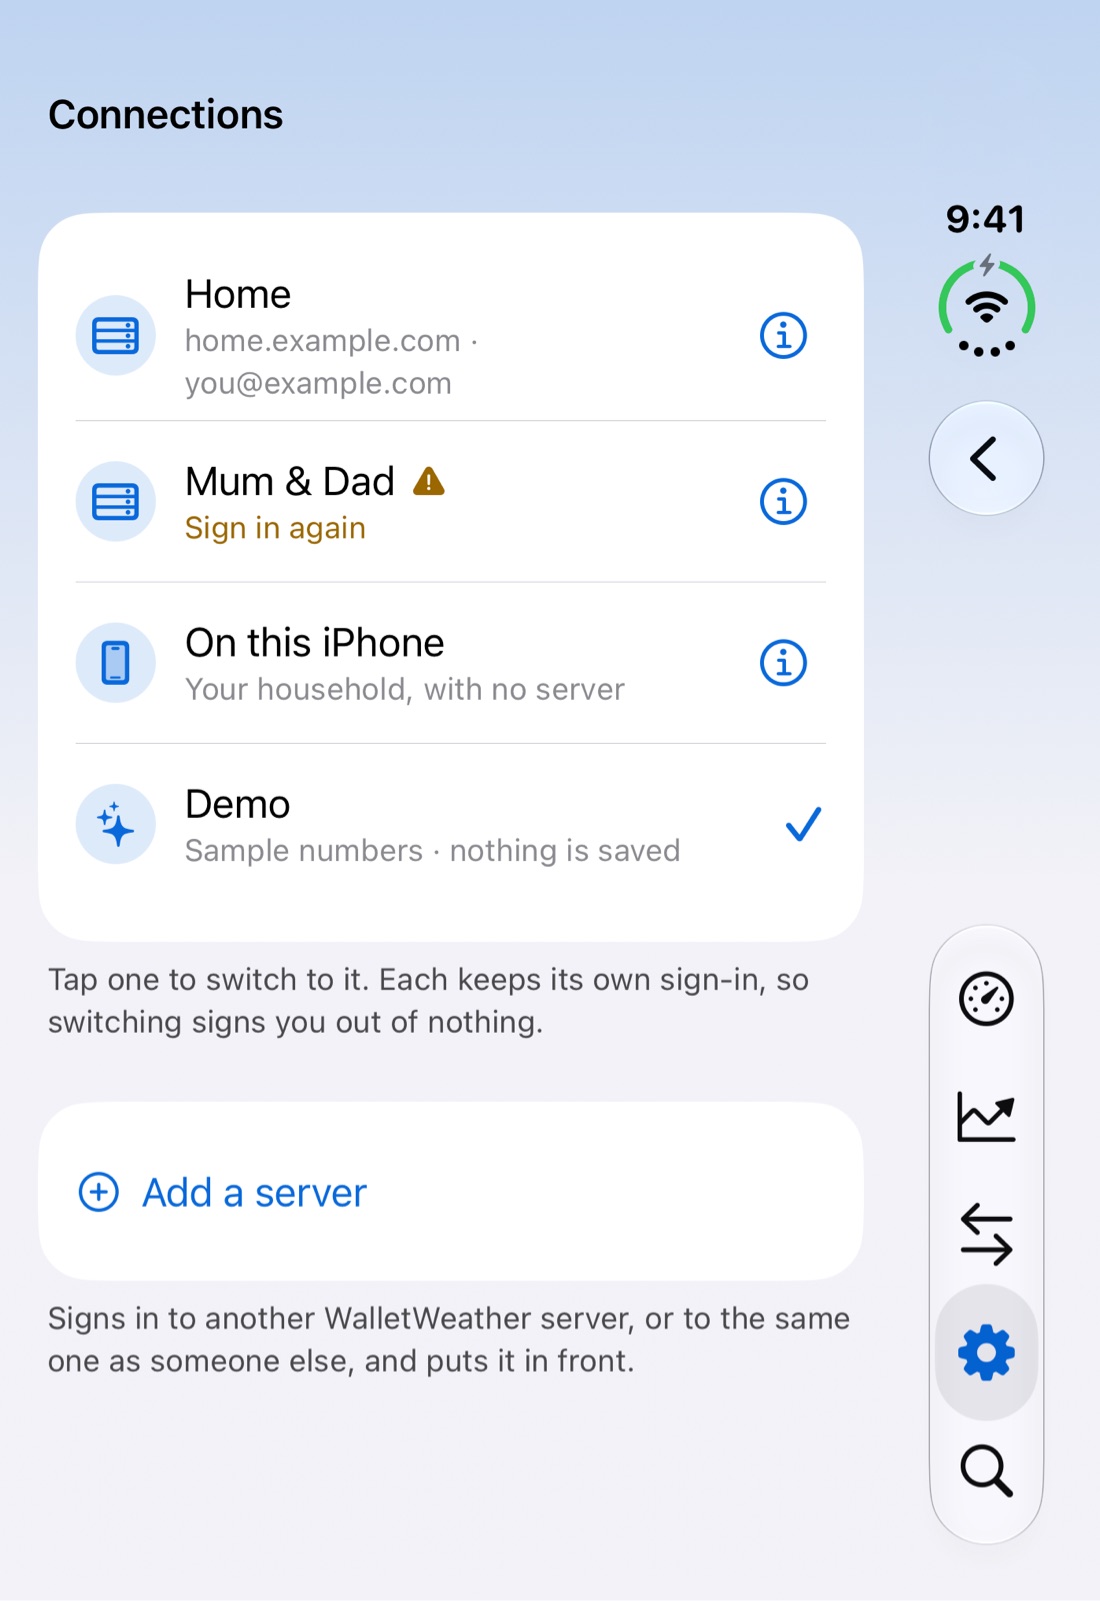 Connections
9:41
Home
home.example.com ·
you@example.com
Mum & Dad
Sign in again
On this iPhone
Your household, with no server
Demo
Sample numbers · nothing is saved
Tap one to switch to it. Each keeps its own sign-in, so
switching signs you out of nothing.
Add a server
Signs in to another WalletWeather server, or to the same
one as someone else, and puts it in front.